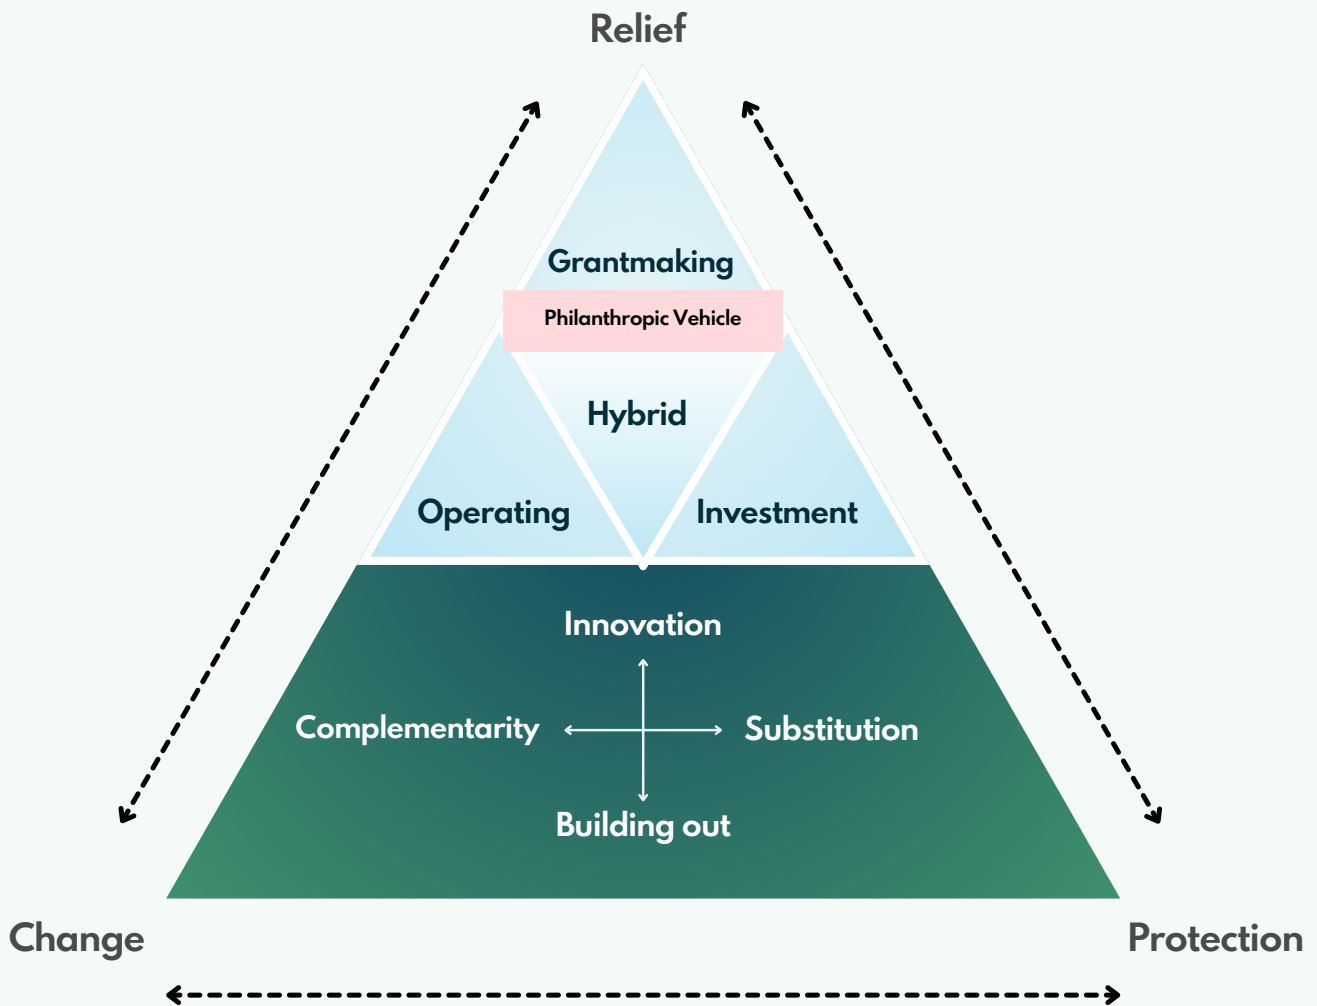 Relief
Grantmaking
Philanthropic Vehicle
Hybrid
Operating
Investment
Innovation
Complementarity
Substitution
Building out
Change
Protection